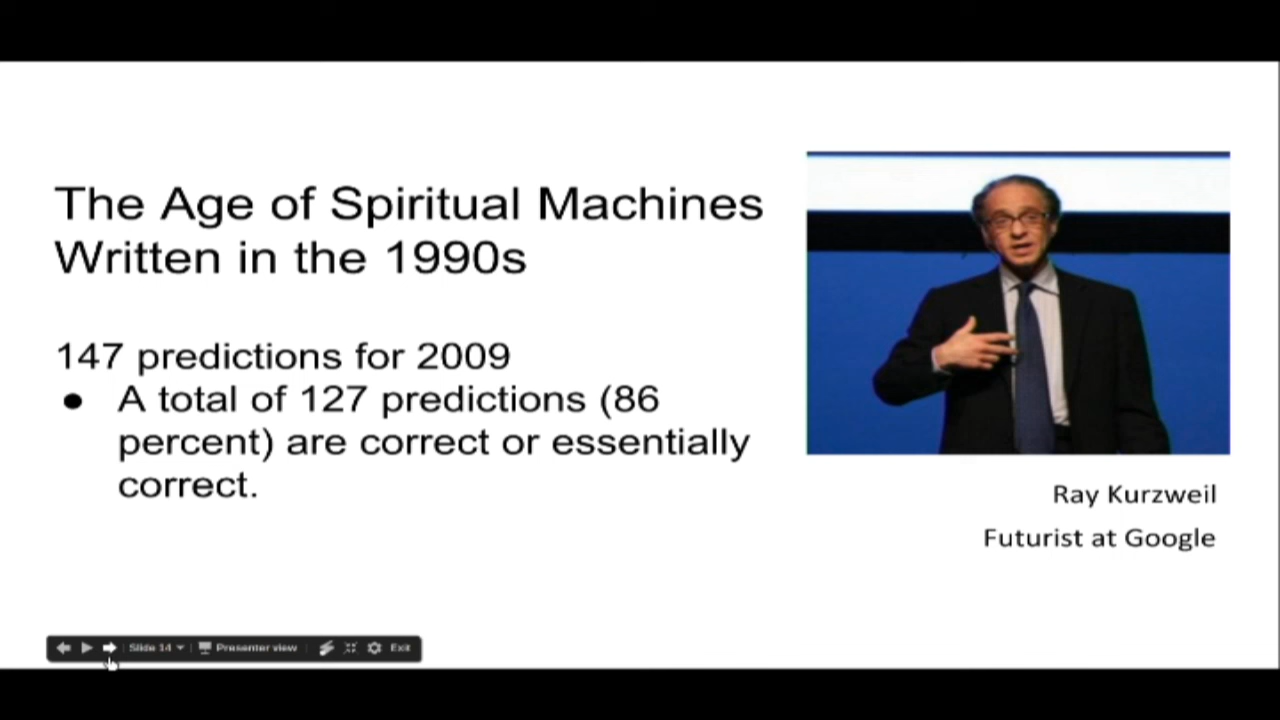 The Age of Spiritual Machines
Written in the 1990s
147 predictions for 2009
● A total of 127 predictions (86
percent) are correct or essentially
correct.
Ray Kurzweil
Futurist at Google
Slide 14
Presenter view
Exit